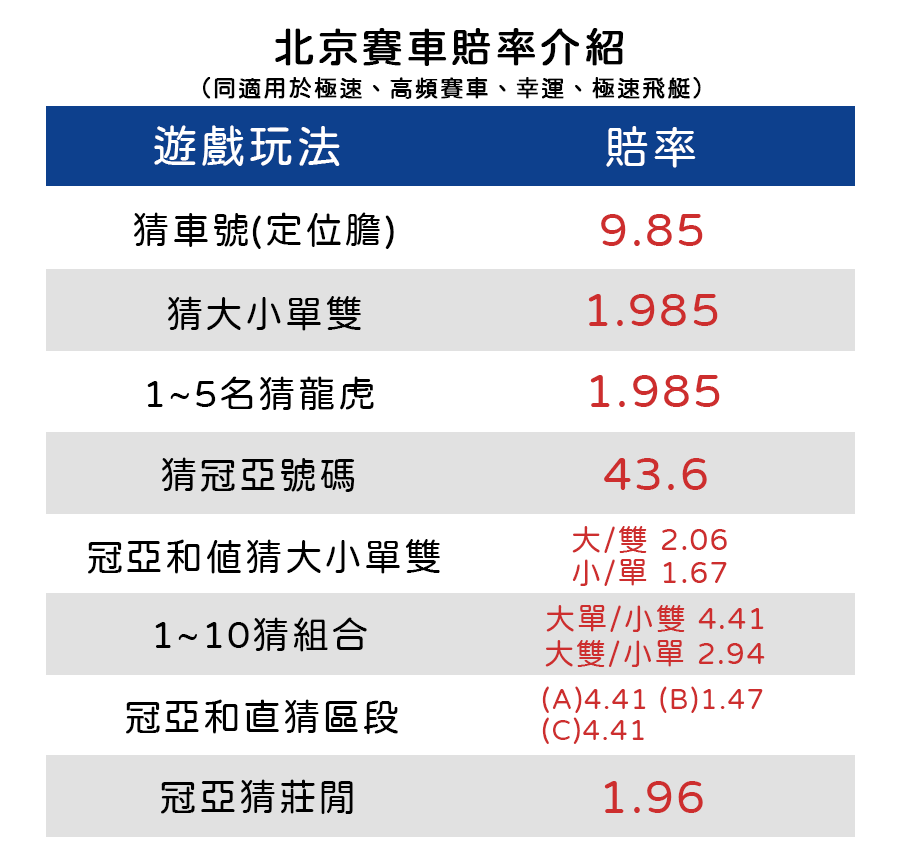 北京賽車賠率介紹
（同適用於極速、高頻賽車、幸運、極速飛艇）
遊戲玩法 賠率
猜車號(定位膽) 9.85
猜大小單雙 1.985
1~5名猜龍虎 1.985
猜冠亞號碼 43.6
冠亞和值猜大小單雙 大/雙 2.06
小/單 1.67
1~10猜組合 大單/小雙 4.41
大雙/小單 2.94
冠亞和直猜區段 (A)4.41 (B)1.47
(C)4.41
冠亞猜莊閒 1.96